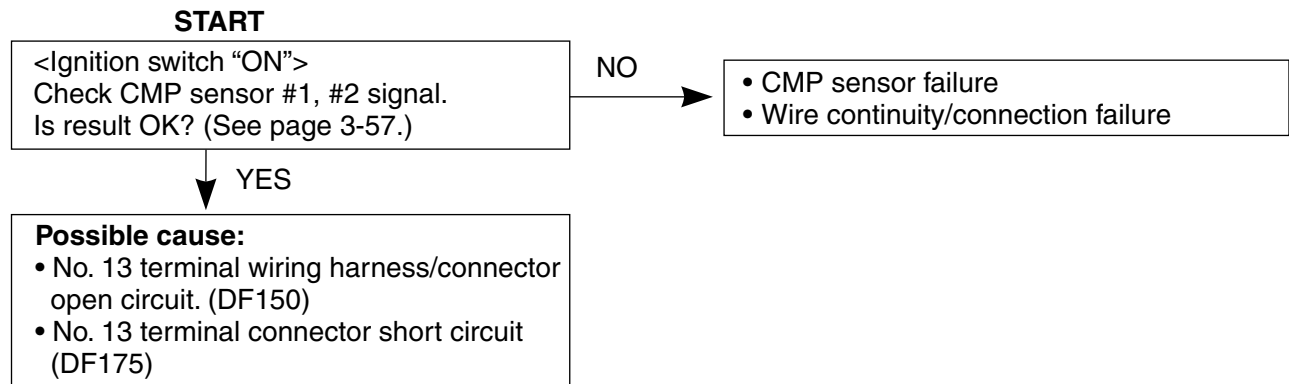 START
<Ignition switch “ON”>
Check CMP sensor #1, #2 signal.
Is result OK? (See page 3-57.)
NO
• CMP sensor failure
• Wire continuity/connection failure
YES
Possible cause:
• No. 13 terminal wiring harness/connector
open circuit. (DF150)
• No. 13 terminal connector short circuit
(DF175)